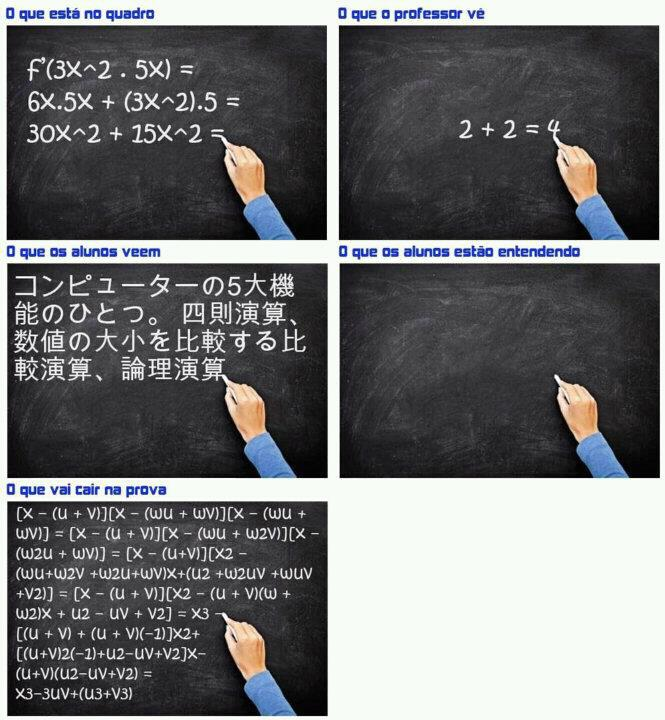 O que está no quadro
f'(3x^2 . 5x) =
6x.5x + (3x^2).5 =
30x^2 + 15x^2 =
O que o professor vê
2 + 2 = 4
O que os alunos veem
コンピューターの5大機
能のひとつ。 四則演算、
数値の大小を比較する比
較演算、論理演算
O que os alunos estão entendendo
O que vai cair na prova
[x - (u + v)][x - (ωu + ωv)][x - (ωu +
ωv)] = [x - (u + v)][x - (ωu + ω2v)][x -
(ω2u + ωv)] = [x - (u+v)][x2 -
(ωu+ω2v +ω2u+ωv)x+(u2 +ω2uv +ωuv
+v2)] = [x - (u + v)][x2 - (u + v)(ω +
ω2)x + u2 - uv + v2] = x3 -
[(u + v) + (u + v)(-1)]x2+
[(u+v)2(-1)+u2-uv+v2]x-
(u+v)(u2-uv+v2) =
x3-3uv+(u3+v3)